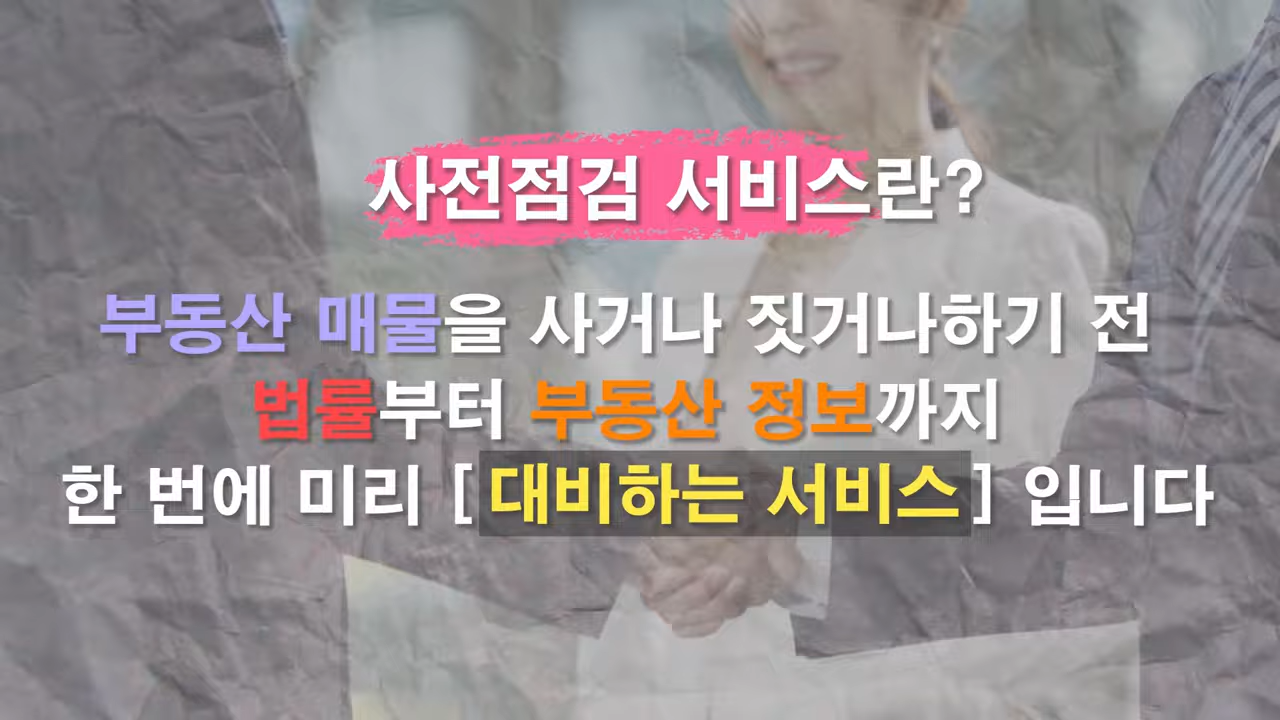 사전점검 서비스란?
부동산 매물을 사거나 짓거나하기 전
법률부터 부동산 정보까지
한 번에 미리 [대비하는 서비스] 입니다